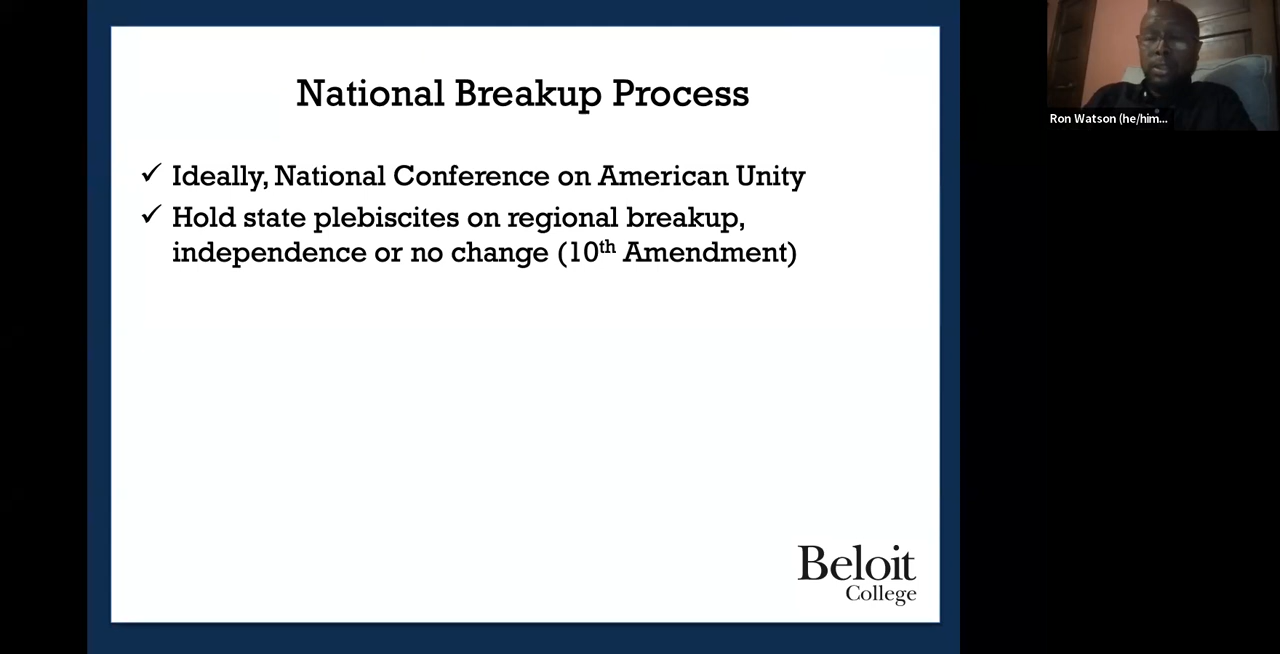 National Breakup Process
✓ Ideally, National Conference on American Unity
✓ Hold state plebiscites on regional breakup,
independence or no change (10th Amendment)
Beloit
College
Ron Watson (he/him...